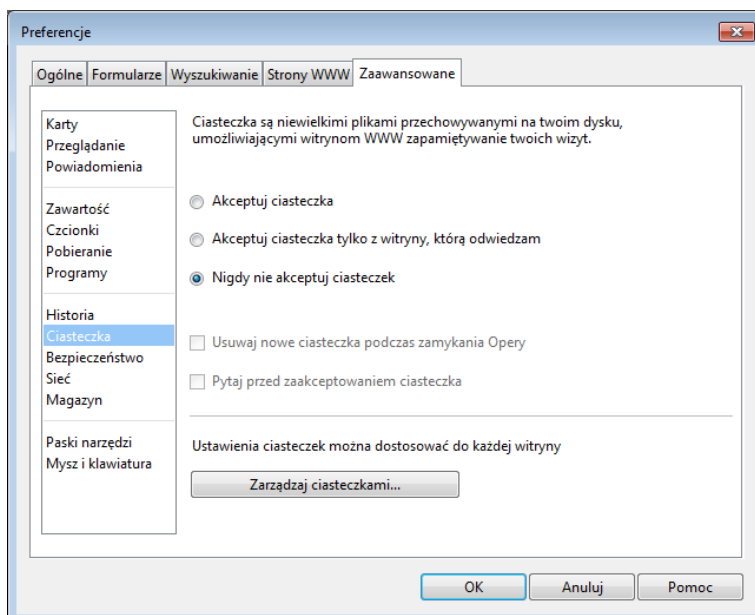 Preferencje
Ogólne Formularze Wyszukiwanie Strony WWW Zaawansowane
Karty
Przeglądanie
Powiadomienia
Zawartość
Czcionki
Pobieranie
Programy
Historia
Ciasteczka
Bezpieczeństwo
Sieć
Magazyn
Paski narzędzi
Mysz i klawiatura
Ciasteczka są niewielkimi plikami przechowywanymi na twoim dysku,
umożliwiającymi witrynom WWW zapamiętywanie twoich wizyt.
Akceptuj ciasteczka
Akceptuj ciasteczka tylko z witryny, którą odwiedzam
Nigdy nie akceptuj ciasteczek
Usuwaj nowe ciasteczka podczas zamykania Opery
Pytaj przed zaakceptowaniem ciasteczka
Ustawienia ciasteczek można dostosować do każdej witryny
Zarządzaj ciasteczkami...
OK Anuluj Pomoc